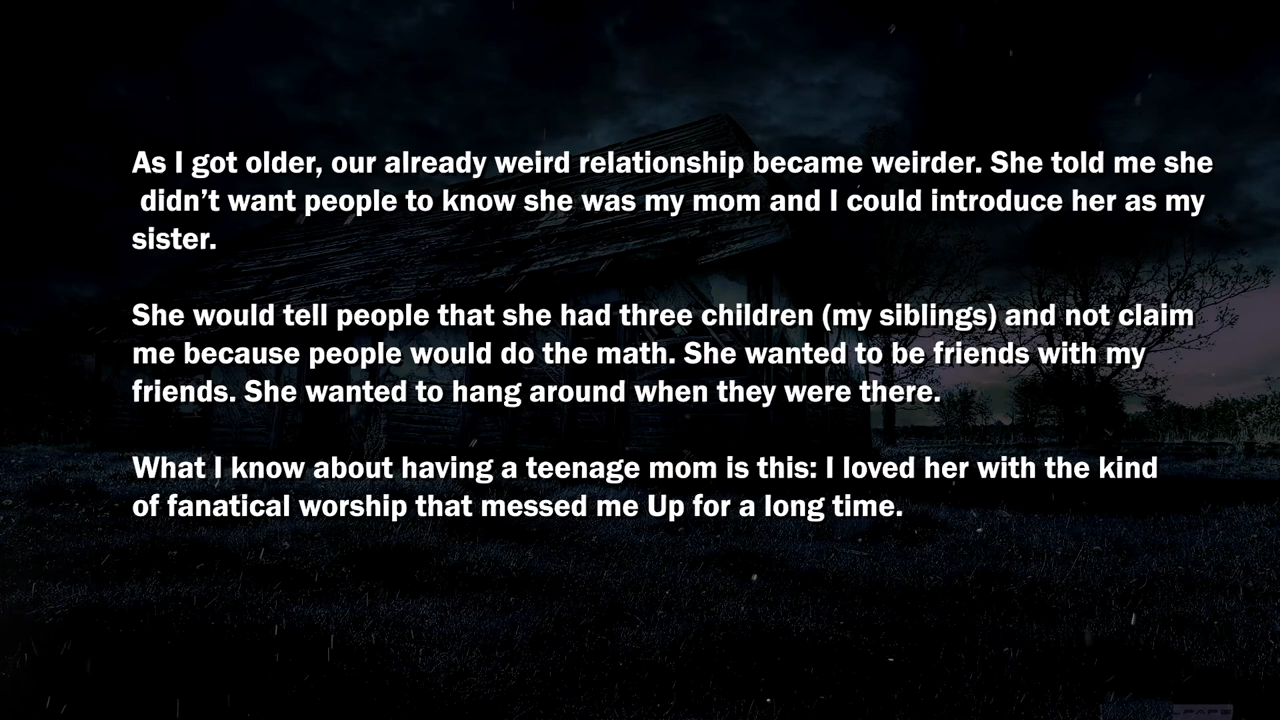 As I got older, our already weird relationship became weirder. She told me she
didn’t want people to know she was my mom and I could introduce her as my
sister.
She would tell people that she had three children (my siblings) and not claim
me because people would do the math. She wanted to be friends with my
friends. She wanted to hang around when they were there.
What I know about having a teenage mom is this: I loved her with the kind
of fanatical worship that messed me Up for a long time.